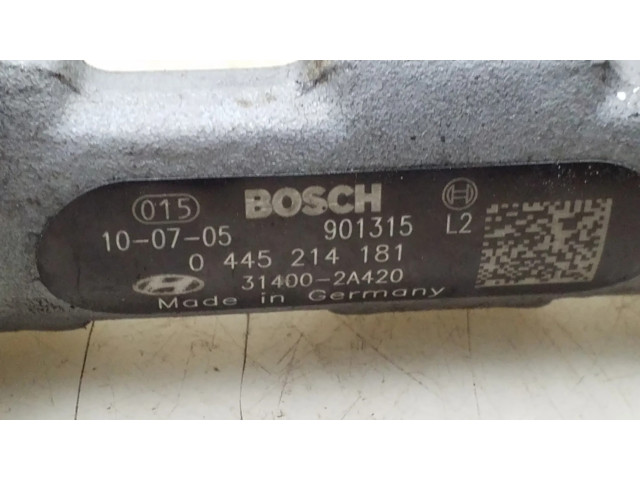 015 BOSCH
10-07-05 901315 L2
0 445 214 181
31400-2A420
Made in Germany